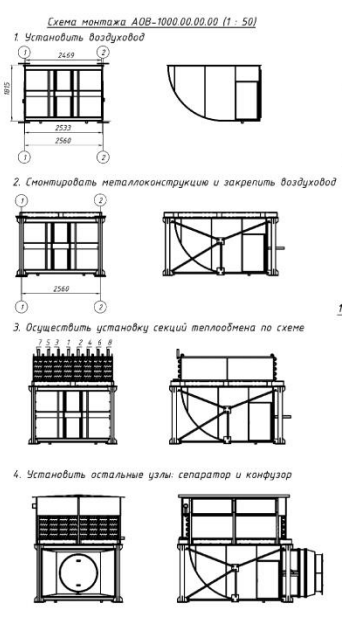 Схема монтажа АОВ-1000.00.00.00 (1 : 50)
1. Установить воздуховод
1 2
2469
1815
2533
2560
1 2
2. Смонтировать металлоконструкцию и закрепить воздуховод
1 2
2560
1 2
1
3. Осуществить установку секций теплообмена по схеме
7 5 3 1 2 4 6 8
4. Установить остальные узлы: сепаратор и конфузор